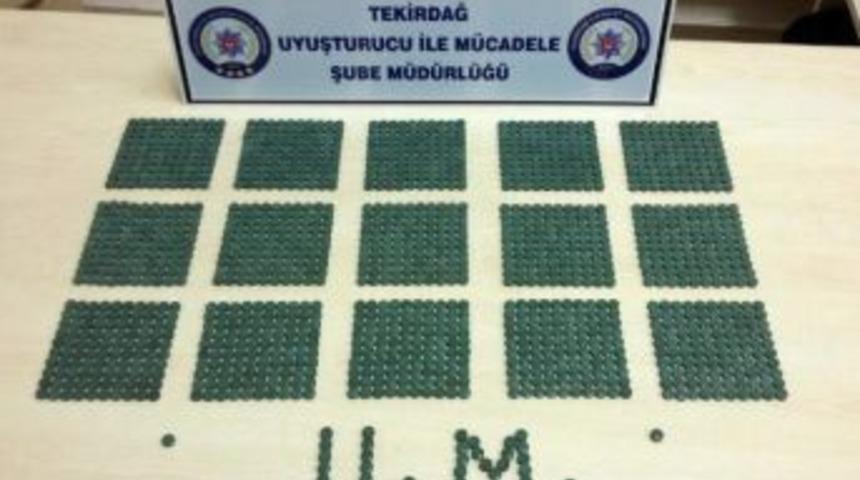 TEKİRDAĞ
UYUŞTURUCU İLE MÜCADELE
ŞUBE MÜDÜRLÜĞÜ